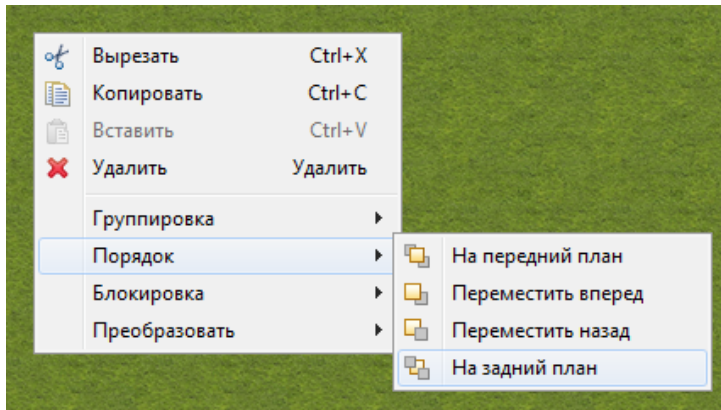 Вырезать Ctrl+X
Копировать Ctrl+C
Вставить Ctrl+V
Удалить Удалить
Группировка
Порядок
Блокировка
Преобразовать
На передний план
Переместить вперед
Переместить назад
На задний план